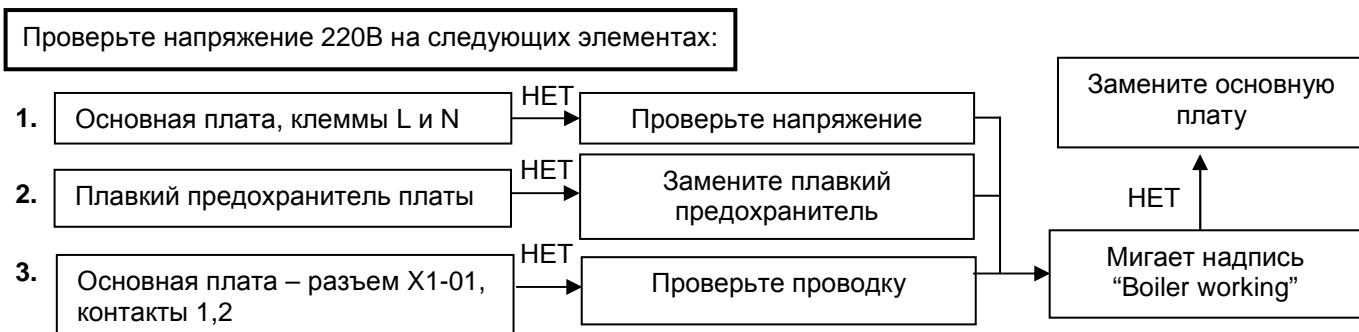 Проверьте напряжение 220В на следующих элементах:
1. Основная плата, клеммы L и N
НЕТ
Проверьте напряжение
2. Плавкий предохранитель платы
НЕТ
Замените плавкий
предохранитель
3. Основная плата – разъем X1-01,
контакты 1,2
НЕТ
Проверьте проводку
Мигает надпись
“Boiler working”
НЕТ
Замените основную
плату